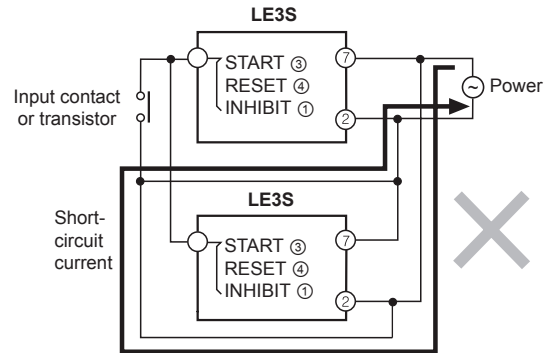 LE3S
START ③
RESET ④
INHIBIT ①
⑦
②
Input contact
or transistor
~
Power
Short-
circuit
current
LE3S
START ③
RESET ④
INHIBIT ①
⑦
②